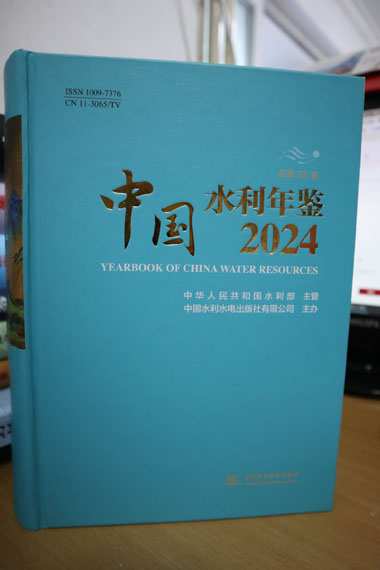 ISSN 1009-7376
CN 11-3065/TV
总第 35 卷
中国
水利年鉴
2024
YEARBOOK OF CHINA WATER RESOURCES
中华人民共和国水利部 主管
中国水利水电出版社有限公司 主办